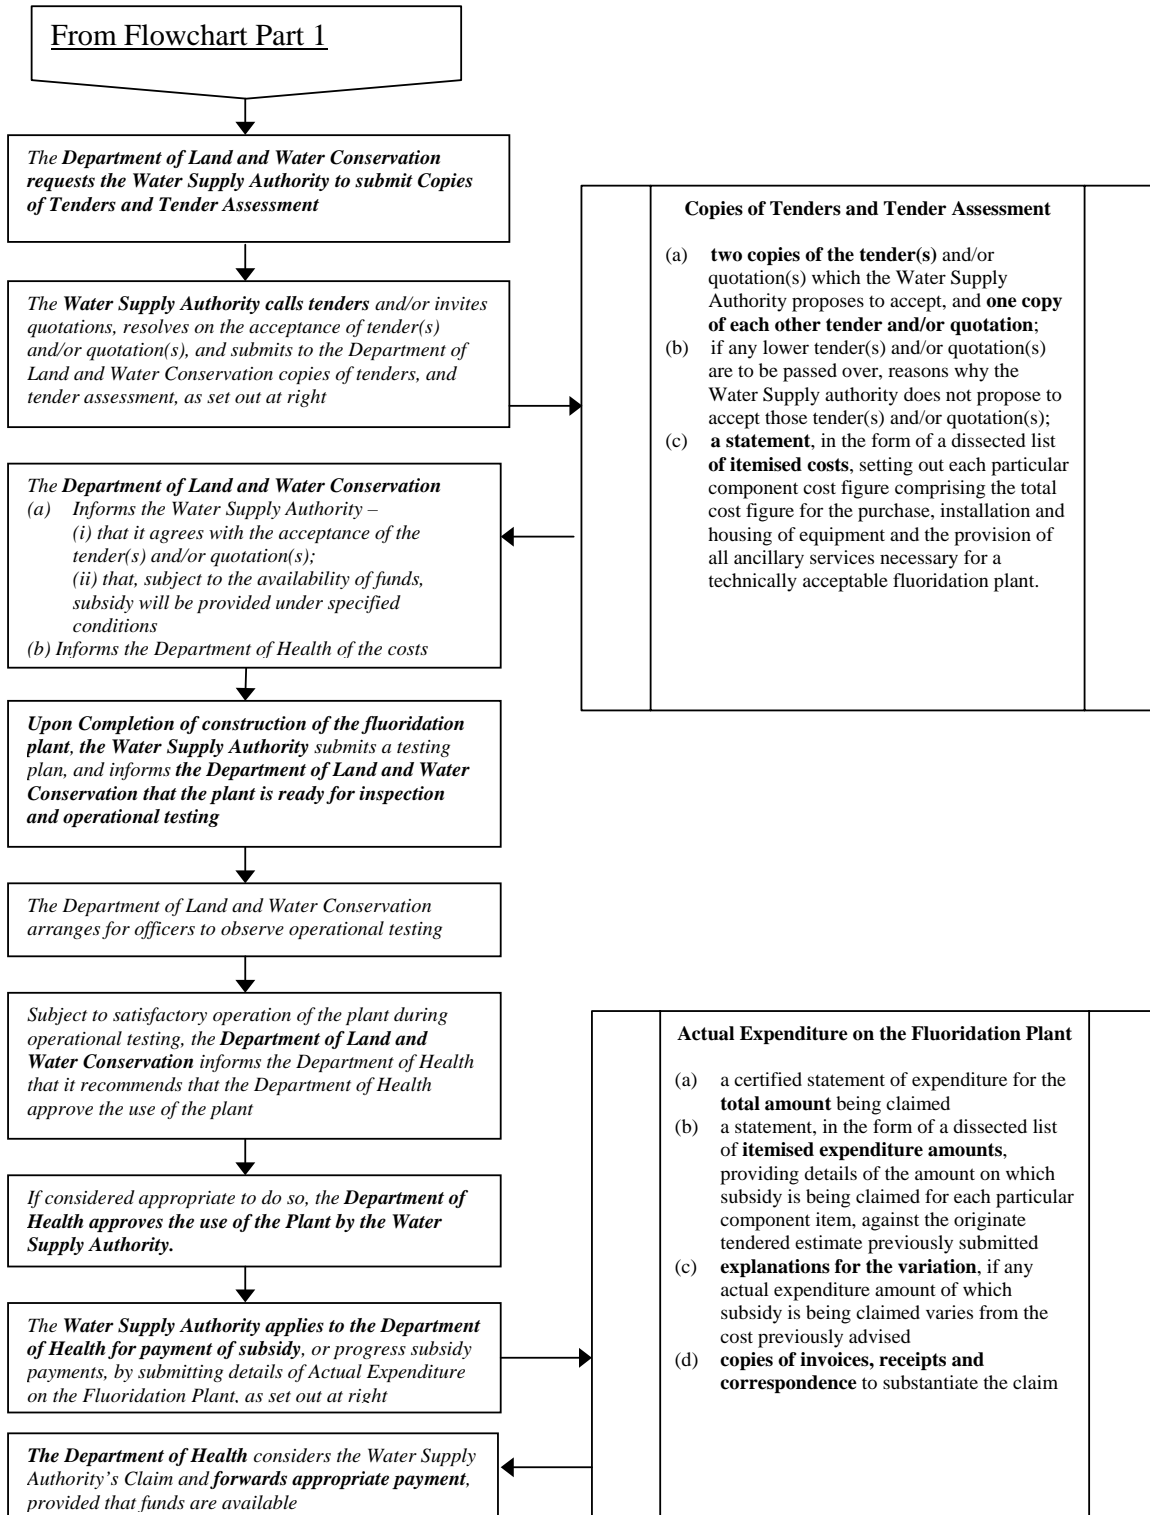 From Flowchart Part 1
The Department of Land and Water Conservation
requests the Water Supply Authority to submit Copies
of Tenders and Tender Assessment
The Water Supply Authority calls tenders and/or invites
quotations, resolves on the acceptance of tender(s)
and/or quotation(s), and submits to the Department of
Land and Water Conservation copies of tenders, and
tender assessment, as set out at right
Copies of Tenders and Tender Assessment
(a) two copies of the tender(s) and/or
quotation(s) which the Water Supply
Authority proposes to accept, and one copy
of each other tender and/or quotation;
(b) if any lower tender(s) and/or quotation(s)
are to be passed over, reasons why the
Water Supply authority does not propose to
accept those tender(s) and/or quotation(s);
(c) a statement, in the form of a dissected list
of itemised costs, setting out each particular
component cost figure comprising the total
cost figure for the purchase, installation and
housing of equipment and the provision of
all ancillary services necessary for a
technically acceptable fluoridation plant.
The Department of Land and Water Conservation
(a) Informs the Water Supply Authority –
(i) that it agrees with the acceptance of the
tender(s) and/or quotation(s);
(ii) that, subject to the availability of funds,
subsidy will be provided under specified
conditions
(b) Informs the Department of Health of the costs
Upon Completion of construction of the fluoridation
plant, the Water Supply Authority submits a testing
plan, and informs the Department of Land and Water
Conservation that the plant is ready for inspection
and operational testing
The Department of Land and Water Conservation
arranges for officers to observe operational testing
Subject to satisfactory operation of the plant during
operational testing, the Department of Land and
Water Conservation informs the Department of Health
that it recommends that the Department of Health
approve the use of the plant
If considered appropriate to do so, the Department of
Health approves the use of the Plant by the Water
Supply Authority.
The Water Supply Authority applies to the Department
of Health for payment of subsidy, or progress subsidy
payments, by submitting details of Actual Expenditure
on the Fluoridation Plant, as set out at right
Actual Expenditure on the Fluoridation Plant
(a) a certified statement of expenditure for the
total amount being claimed
(b) a statement, in the form of a dissected list
of itemised expenditure amounts,
providing details of the amount on which
subsidy is being claimed for each particular
component item, against the originate
tendered estimate previously submitted
(c) explanations for the variation, if any
actual expenditure amount of which
subsidy is being claimed varies from the
cost previously advised
(d) copies of invoices, receipts and
correspondence to substantiate the claim
The Department of Health considers the Water Supply
Authority's Claim and forwards appropriate payment,
provided that funds are available